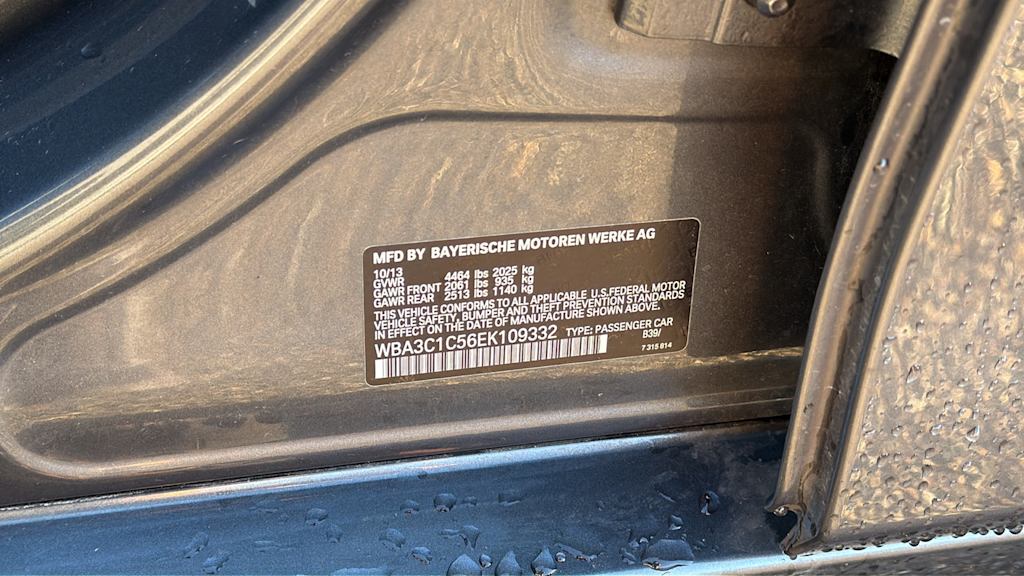 MFD BY BAYERISCHE MOTOREN WERKE AG
10/13
GVWR 4464 lbs 2025 kg
GAWR FRONT 2061 lbs 935 kg
GAWR REAR 2513 lbs 1140 kg
THIS VEHICLE CONFORMS TO ALL APPLICABLE U.S.FEDERAL MOTOR
VEHICLE SAFETY, BUMPER AND THEFT PREVENTION STANDARDS
IN EFFECT ON THE DATE OF MANUFACTURE SHOWN ABOVE.
WBA3C1C56EK109332 TYPE: PASSENGER CAR
B39/
7 315 814